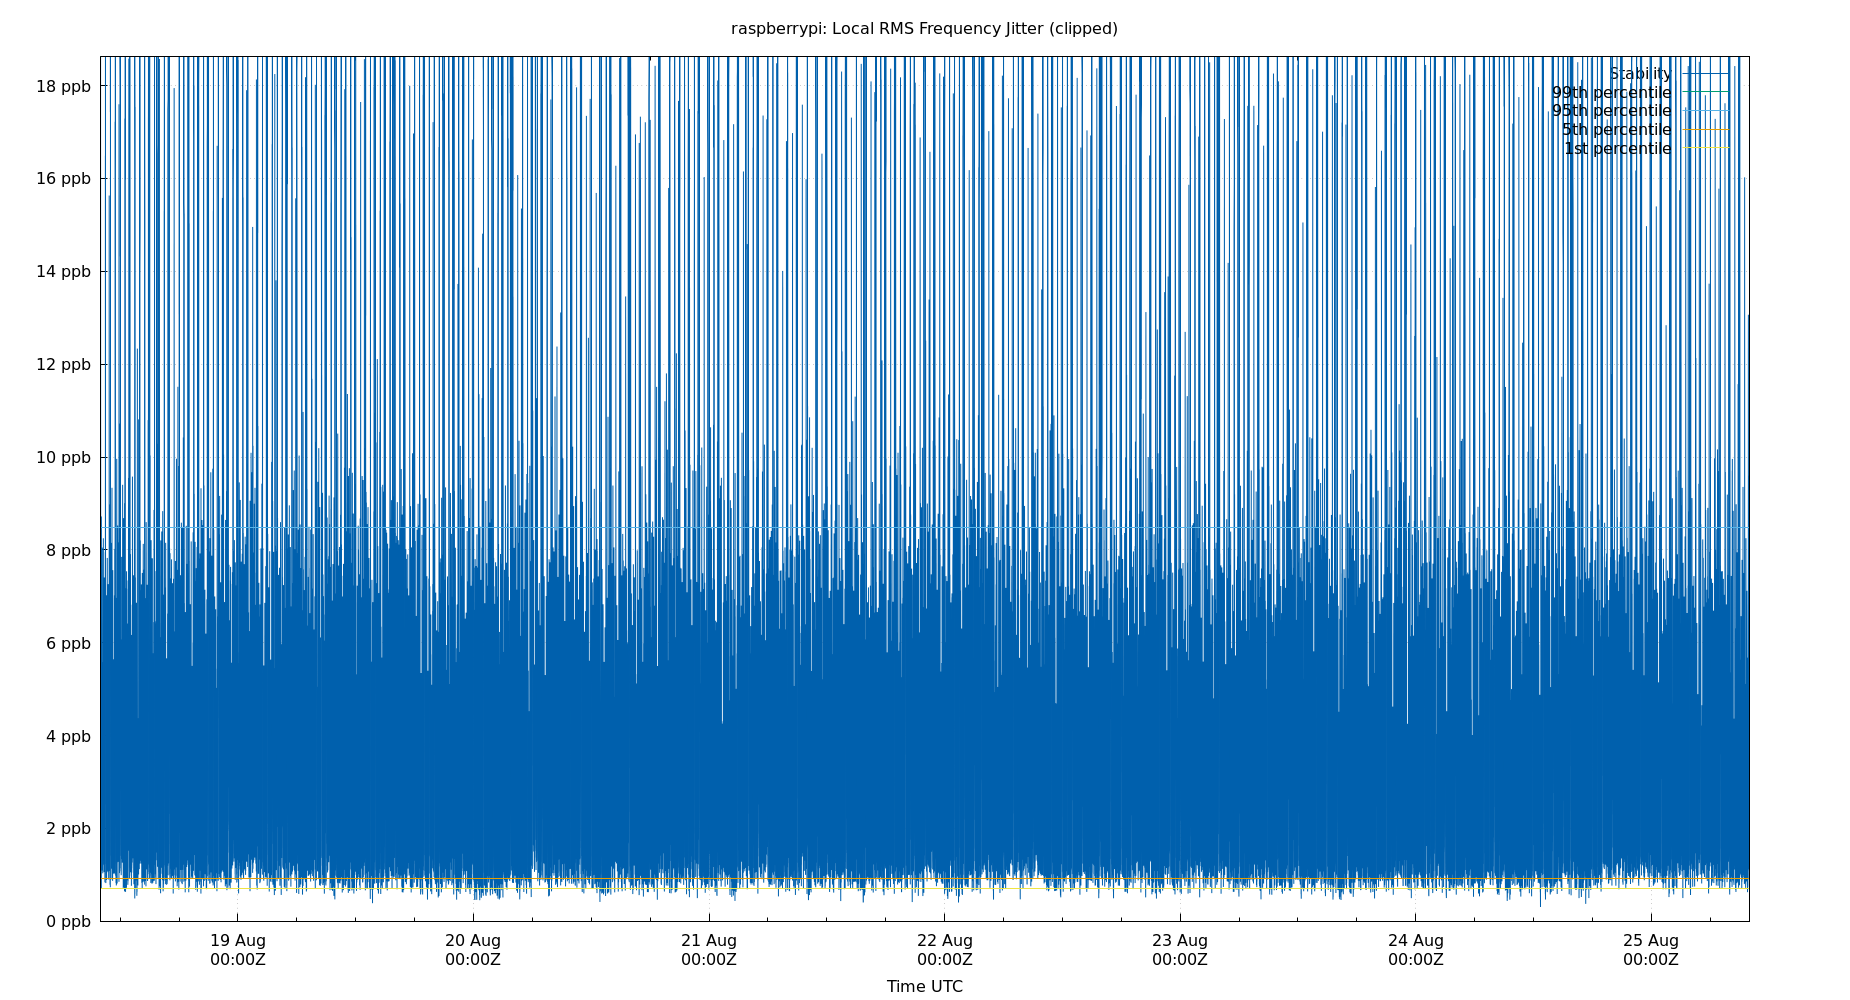 raspberrypi: Local RMS Frequency Jitter (clipped)
Stability
99th percentile
95th percentile
5th percentile
1st percentile
18 ppb
16 ppb
14 ppb
12 ppb
10 ppb
8 ppb
6 ppb
4 ppb
2 ppb
0 ppb
19 Aug 20 Aug 21 Aug 22 Aug 23 Aug 24 Aug 25 Aug
00:00Z 00:00Z 00:00Z 00:00Z 00:00Z 00:00Z 00:00Z
Time UTC